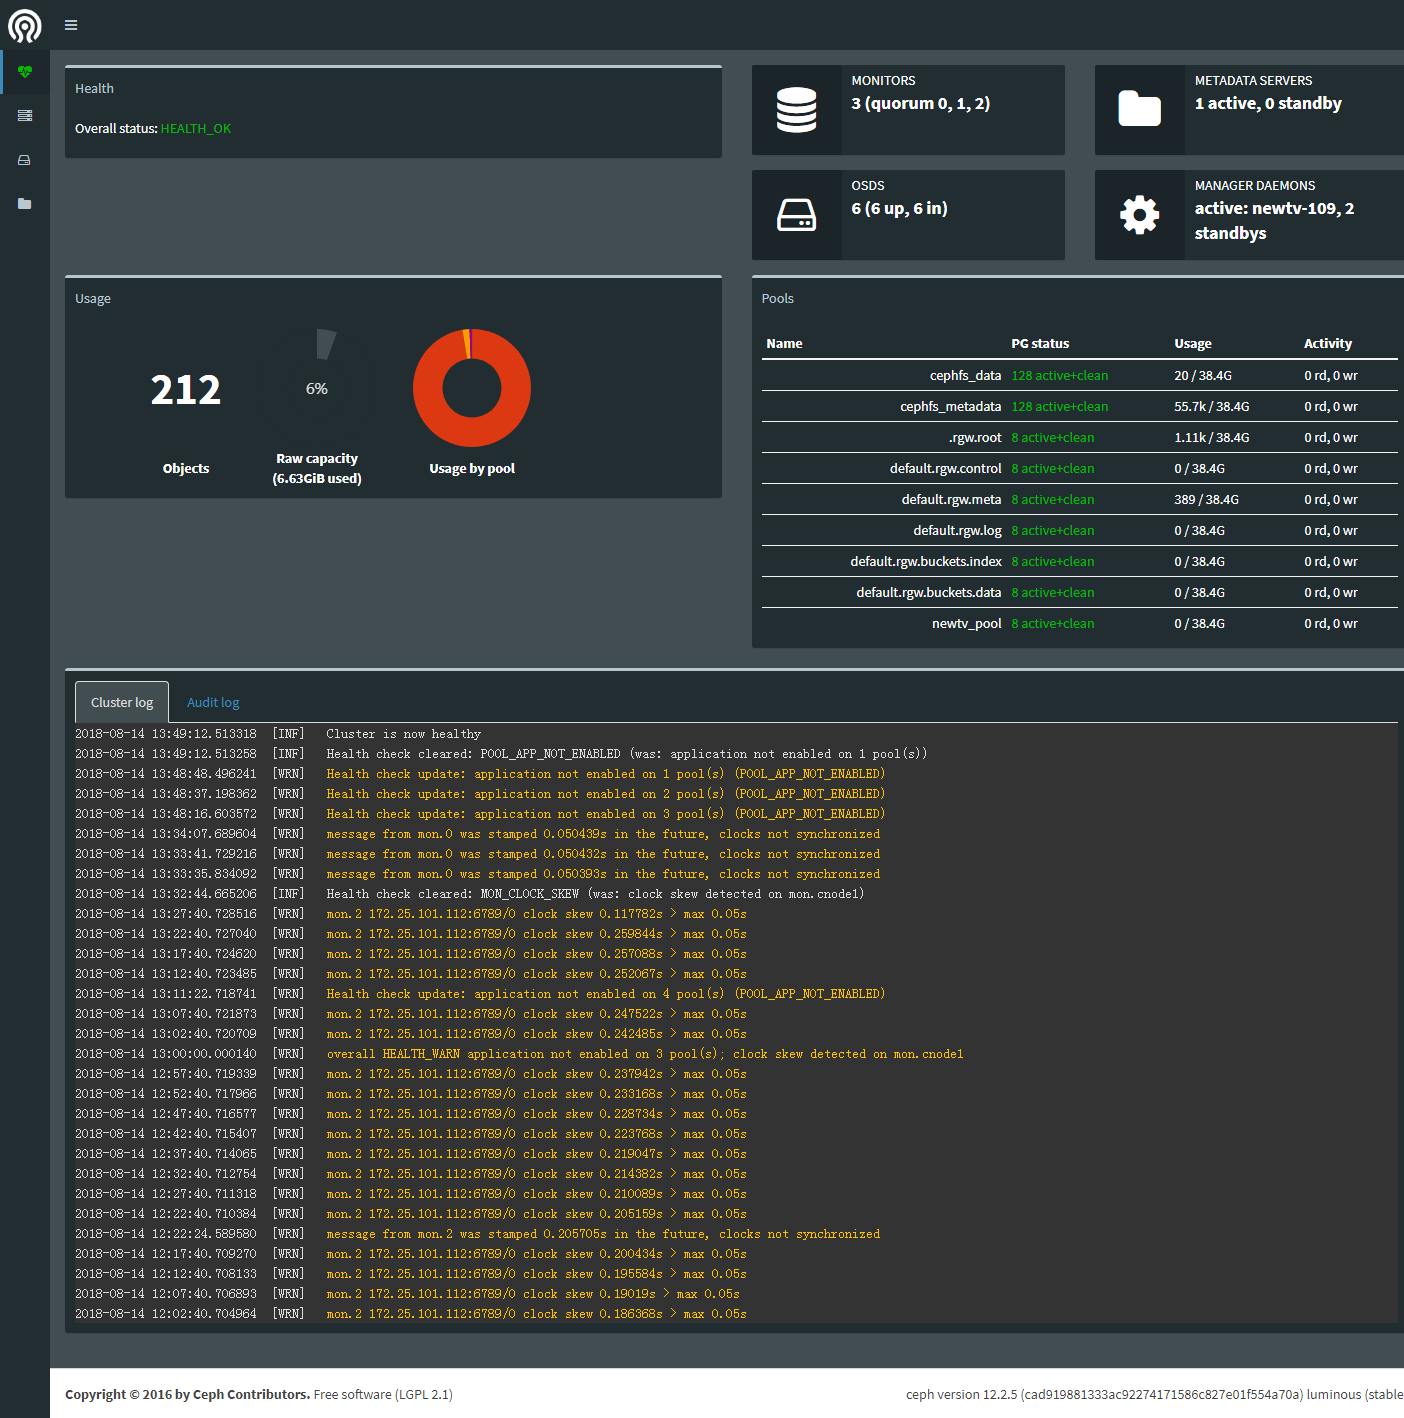 Health
Overall status: HEALTH_OK
MONITORS
3 (quorum 0, 1, 2)
METADATA SERVERS
1 active, 0 standby
OSDS
6 (6 up, 6 in)
MANAGER DAEMONS
active: newtv-109, 2
standbys
Usage
212
Objects
6%
Raw capacity
(6.63GiB used)
Usage by pool
Pools
Name PG status Usage Activity
cephfs_data 128 active+clean 20 / 38.4G 0 rd, 0 wr
cephfs_metadata 128 active+clean 55.7k / 38.4G 0 rd, 0 wr
.rgw.root 8 active+clean 1.11k / 38.4G 0 rd, 0 wr
default.rgw.control 8 active+clean 0 / 38.4G 0 rd, 0 wr
default.rgw.meta 8 active+clean 389 / 38.4G 0 rd, 0 wr
default.rgw.log 8 active+clean 0 / 38.4G 0 rd, 0 wr
default.rgw.buckets.index 8 active+clean 0 / 38.4G 0 rd, 0 wr
default.rgw.buckets.data 8 active+clean 0 / 38.4G 0 rd, 0 wr
newtv_pool 8 active+clean 0 / 38.4G 0 rd, 0 wr
Cluster log Audit log
2018-08-14 13:49:12.513318 [INF] Cluster is now healthy
2018-08-14 13:49:12.513258 [INF] Health check cleared: POOL_APP_NOT_ENABLED (was: application not enabled on 1 pool(s))
2018-08-14 13:48:48.496241 [WRN] Health check update: application not enabled on 1 pool(s) (POOL_APP_NOT_ENABLED)
2018-08-14 13:48:37.198362 [WRN] Health check update: application not enabled on 2 pool(s) (POOL_APP_NOT_ENABLED)
2018-08-14 13:48:16.603572 [WRN] Health check update: application not enabled on 3 pool(s) (POOL_APP_NOT_ENABLED)
2018-08-14 13:34:07.689604 [WRN] message from mon.0 was stamped 0.050439s in the future, clocks not synchronized
2018-08-14 13:33:41.729216 [WRN] message from mon.0 was stamped 0.050432s in the future, clocks not synchronized
2018-08-14 13:33:35.834092 [WRN] message from mon.0 was stamped 0.050393s in the future, clocks not synchronized
2018-08-14 13:32:44.665206 [INF] Health check cleared: MON_CLOCK_SKEW (was: clock skew detected on mon.cnode1)
2018-08-14 13:27:40.728516 [WRN] mon.2 172.25.101.112:6789/0 clock skew 0.117782s > max 0.05s
2018-08-14 13:22:40.727040 [WRN] mon.2 172.25.101.112:6789/0 clock skew 0.259844s > max 0.05s
2018-08-14 13:17:40.724620 [WRN] mon.2 172.25.101.112:6789/0 clock skew 0.257088s > max 0.05s
2018-08-14 13:12:40.723485 [WRN] mon.2 172.25.101.112:6789/0 clock skew 0.252067s > max 0.05s
2018-08-14 13:11:22.718741 [WRN] Health check update: application not enabled on 4 pool(s) (POOL_APP_NOT_ENABLED)
2018-08-14 13:07:40.721873 [WRN] mon.2 172.25.101.112:6789/0 clock skew 0.247522s > max 0.05s
2018-08-14 13:02:40.720709 [WRN] mon.2 172.25.101.112:6789/0 clock skew 0.242485s > max 0.05s
2018-08-14 13:00:00.000140 [WRN] overall HEALTH_WARN application not enabled on 3 pool(s); clock skew detected on mon.cnode1
2018-08-14 12:57:40.719339 [WRN] mon.2 172.25.101.112:6789/0 clock skew 0.237942s > max 0.05s
2018-08-14 12:52:40.717966 [WRN] mon.2 172.25.101.112:6789/0 clock skew 0.233168s > max 0.05s
2018-08-14 12:47:40.716577 [WRN] mon.2 172.25.101.112:6789/0 clock skew 0.228734s > max 0.05s
2018-08-14 12:42:40.715407 [WRN] mon.2 172.25.101.112:6789/0 clock skew 0.223768s > max 0.05s
2018-08-14 12:37:40.714065 [WRN] mon.2 172.25.101.112:6789/0 clock skew 0.219047s > max 0.05s
2018-08-14 12:32:40.712754 [WRN] mon.2 172.25.101.112:6789/0 clock skew 0.214382s > max 0.05s
2018-08-14 12:27:40.711318 [WRN] mon.2 172.25.101.112:6789/0 clock skew 0.210089s > max 0.05s
2018-08-14 12:22:40.710384 [WRN] mon.2 172.25.101.112:6789/0 clock skew 0.205159s > max 0.05s
2018-08-14 12:22:24.589580 [WRN] message from mon.2 was stamped 0.205705s in the future, clocks not synchronized
2018-08-14 12:17:40.709270 [WRN] mon.2 172.25.101.112:6789/0 clock skew 0.200434s > max 0.05s
2018-08-14 12:12:40.708133 [WRN] mon.2 172.25.101.112:6789/0 clock skew 0.195584s > max 0.05s
2018-08-14 12:07:40.706893 [WRN] mon.2 172.25.101.112:6789/0 clock skew 0.19019s > max 0.05s
2018-08-14 12:02:40.704964 [WRN] mon.2 172.25.101.112:6789/0 clock skew 0.186368s > max 0.05s
Copyright © 2016 by Ceph Contributors. Free software (LGPL 2.1)
ceph version 12.2.5 (cad919881333ac92274171586c827e01f554a70a) luminous (stable